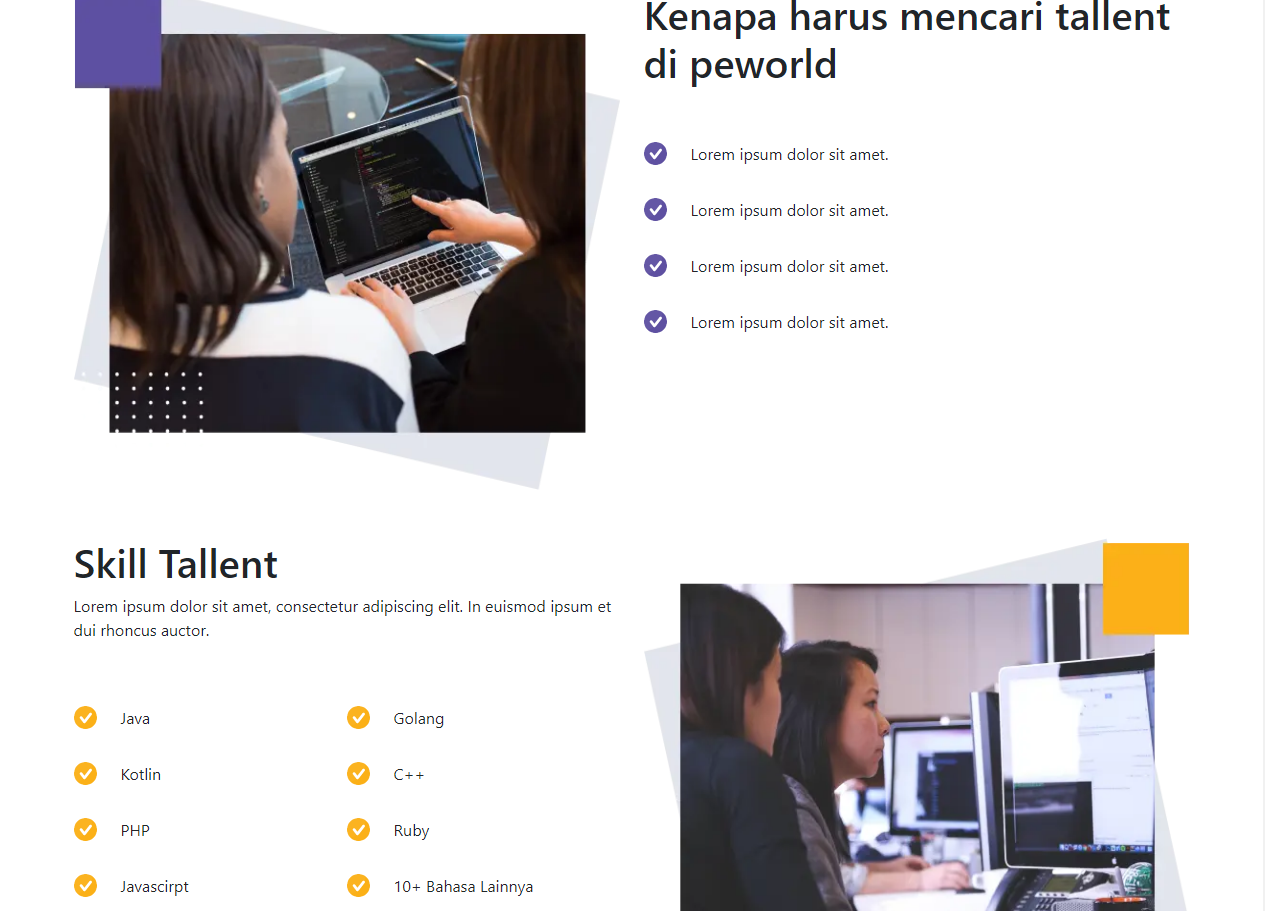 Kenapa harus mencari tallent
di peworld
Lorem ipsum dolor sit amet.
Lorem ipsum dolor sit amet.
Lorem ipsum dolor sit amet.
Lorem ipsum dolor sit amet.
Skill Tallent
Lorem ipsum dolor sit amet, consectetur adipiscing elit. In euismod ipsum et
dui rhoncus auctor.
Java
Golang
Kotlin
C++
PHP
Ruby
Javascirpt
10+ Bahasa Lainnya